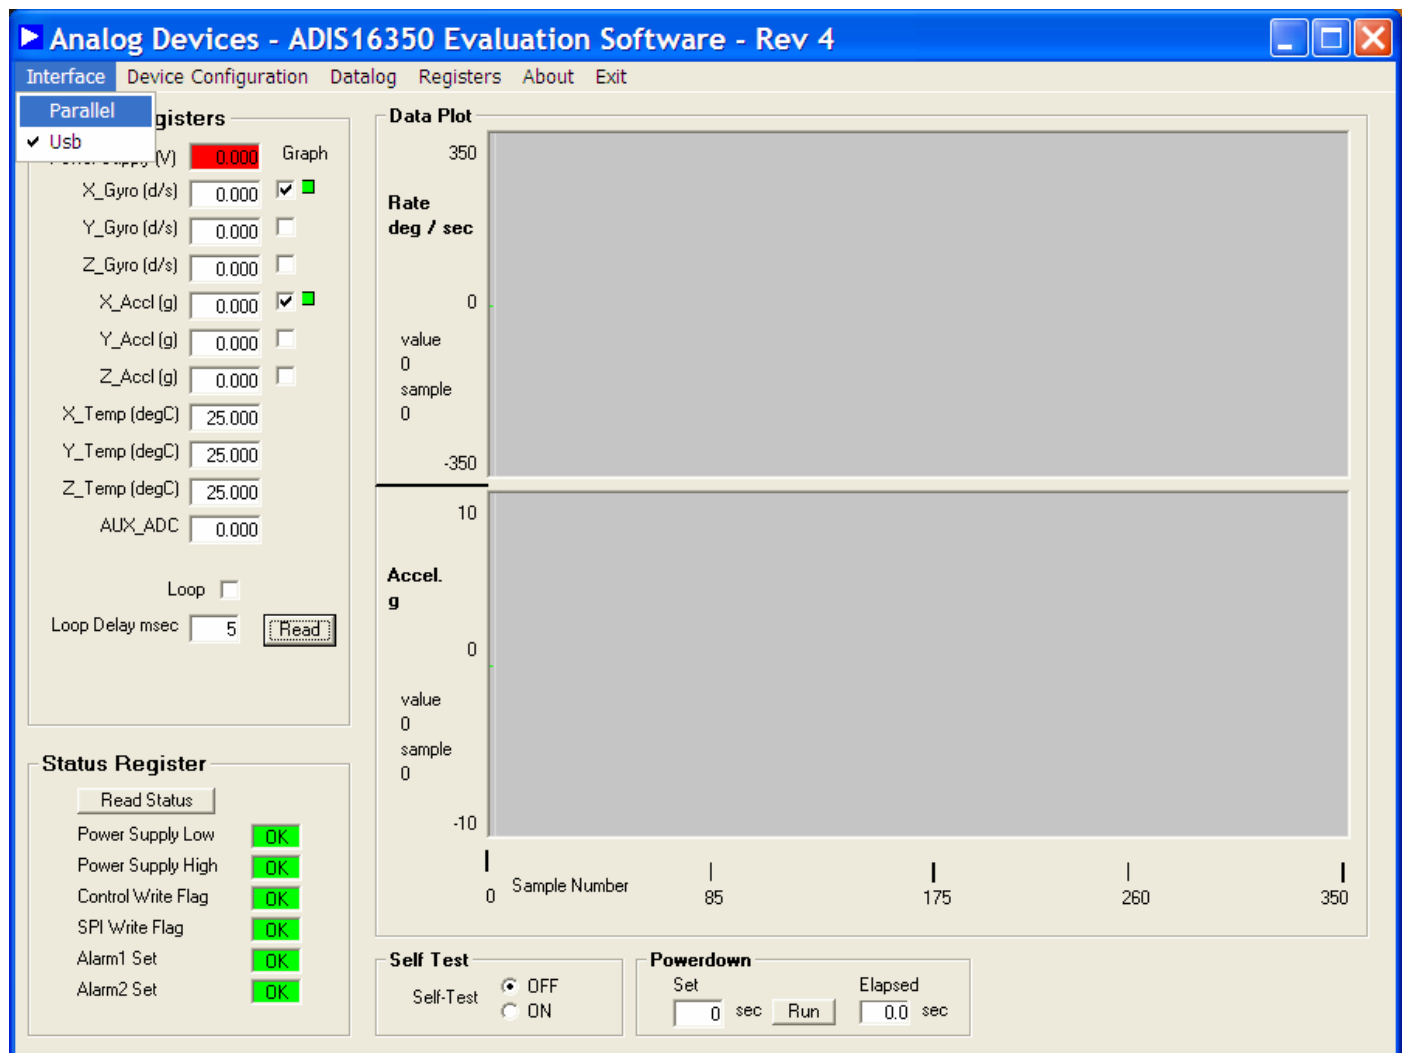 Analog Devices - ADIS16350 Evaluation Software - Rev 4
Interface Device Configuration Datalog Registers About Exit
Parallel
Usb
(V) 0.000 Graph
X_Gyro (d/s) 0.000
Y_Gyro (d/s) 0.000
Z_Gyro (d/s) 0.000
X_Accl (g) 0.000
Y_Accl (g) 0.000
Z_Accl (g) 0.000
X_Temp (degC) 25.000
Y_Temp (degC) 25.000
Z_Temp (degC) 25.000
AUX_ADC 0.000
Loop
Loop Delay msec 5 Read
Status Register
Read Status
Power Supply Low OK
Power Supply High OK
Control Write Flag OK
SPI Write Flag OK
Alarm1 Set OK
Alarm2 Set OK
Data Plot
350
Rate
deg / sec
0
value
0
sample
0
-350
10
Accel.
g
0
value
0
sample
0
-10
0 Sample Number 85 175 260 350
Self Test
Self-Test OFF
ON
Powerdown
Set Elapsed
0 sec Run 0.0 sec